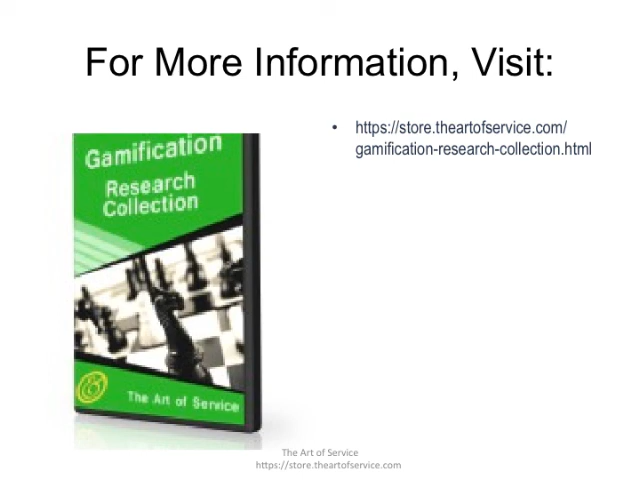 For More Information, Visit:
• https://store.theartofservice.com/
gamification-research-collection.html
Gamification
Research
Collection
The Art of Service
The Art of Service
https://store.theartofservice.com